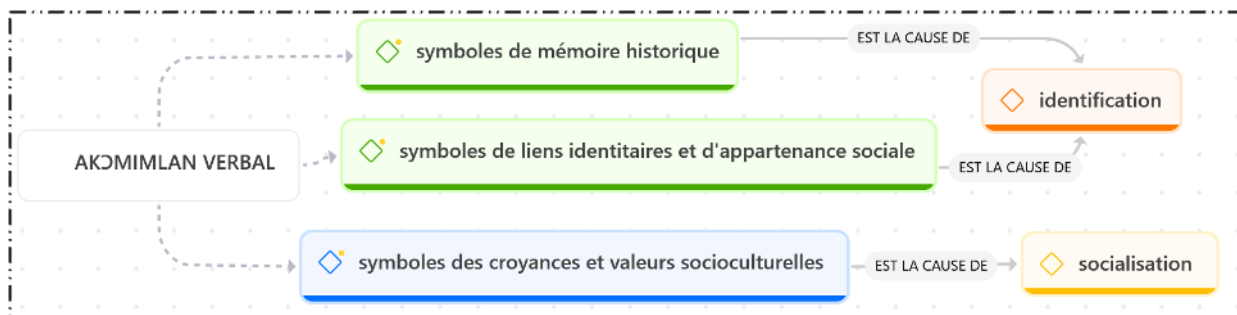 symboles de mémoire historique
EST LA CAUSE DE
identification
AKƆMIMLAN VERBAL
symboles de liens identitaires et d'appartenance sociale
EST LA CAUSE DE
symboles des croyances et valeurs socioculturelles
EST LA CAUSE DE
socialisation